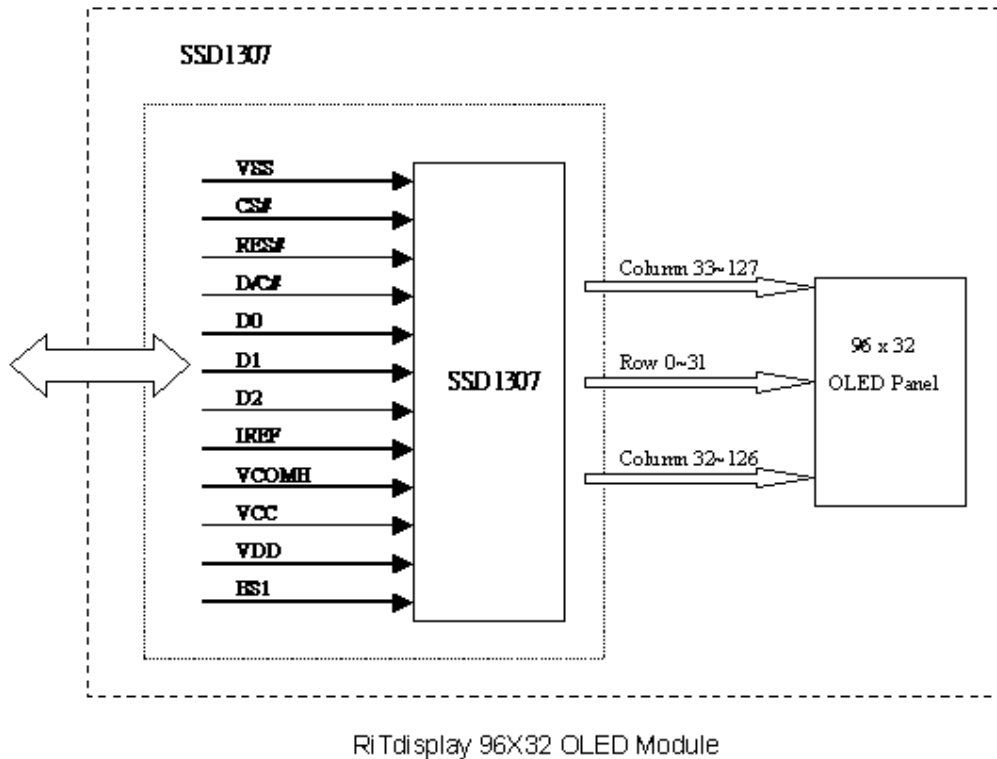 SSD1307
VSS
CS#
RES#
D/C#
D0
D1
D2
IREF
VCOMH
VCC
VDD
BS1
SSD1307
Column 33~127
Row 0~31
Column 32~126
96 x 32
OLED Panel
RiTdisplay 96X32 OLED Module